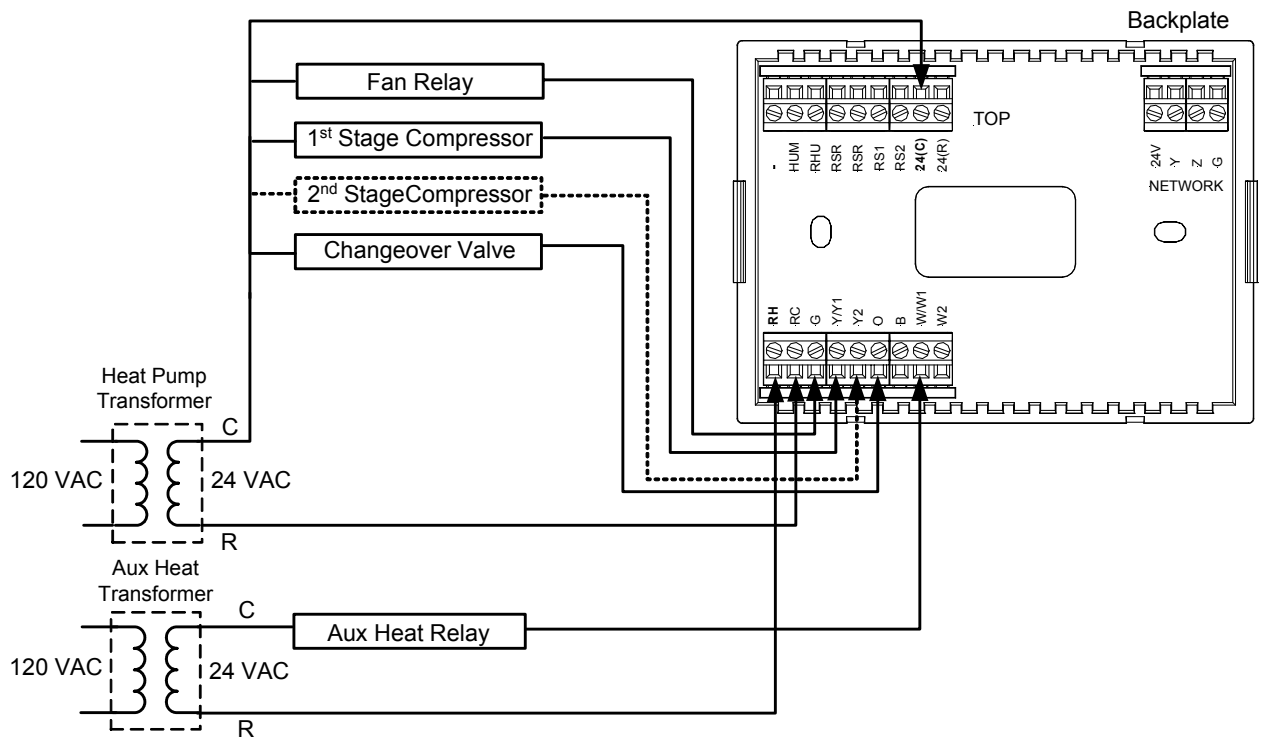 Backplate
Fan Relay
1st Stage Compressor
2nd StageCompressor
Changeover Valve
TOP
-
HUM
RHU
RSR
RSR
RS1
RS2
24(C)
24(R)
24V
Y
Z
G
NETWORK
RH
RC
G
Y/Y1
Y2
O
B
W/W1
W2
Heat Pump
Transformer
C
120 VAC
24 VAC
R
Aux Heat
Transformer
C
Aux Heat Relay
120 VAC
24 VAC
R